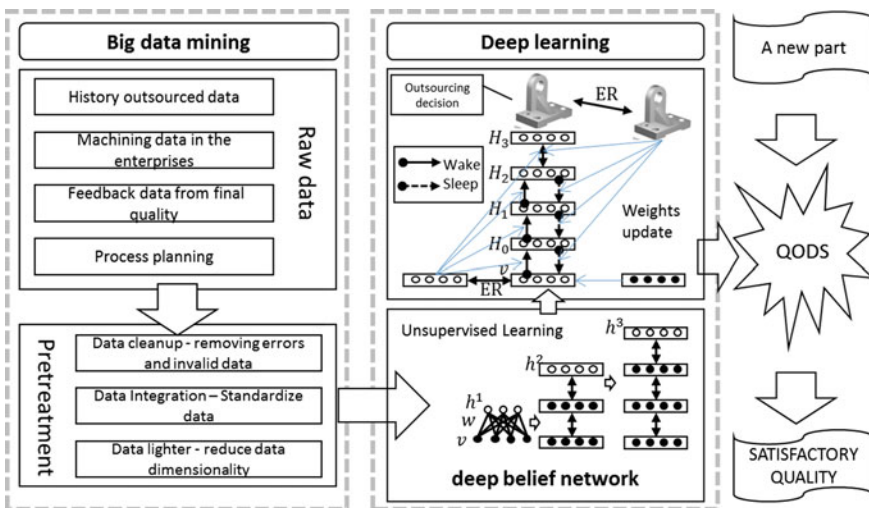 Big data mining
History outsourced data
Machining data in the
enterprises
Feedback data from final
quality
Process planning
Raw data
Data cleanup - removing errors
and invalid data
Data Integration – Standardize
data
Data lighter - reduce data
dimensionality
Pretreatment
Deep learning
Outsourcing
decision
ER
H₃
H₂
H₁
H₀
v
Wake
Sleep
Weights
update
ER
Unsupervised Learning
h¹
w
v
h²
h³
deep belief network
A new part
QODS
SATISFACTORY
QUALITY